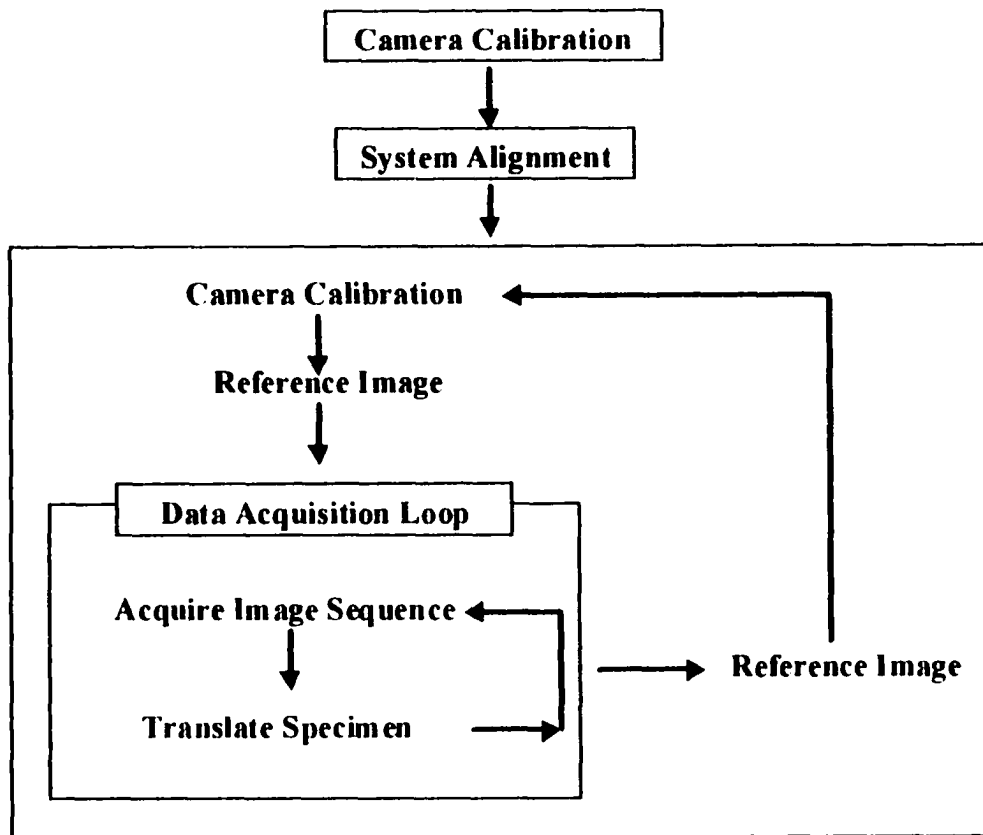 Camera Calibration
System Alignment
Camera Calibration
Reference Image
Data Acquisition Loop
Acquire Image Sequence
Reference Image
Translate Specimen